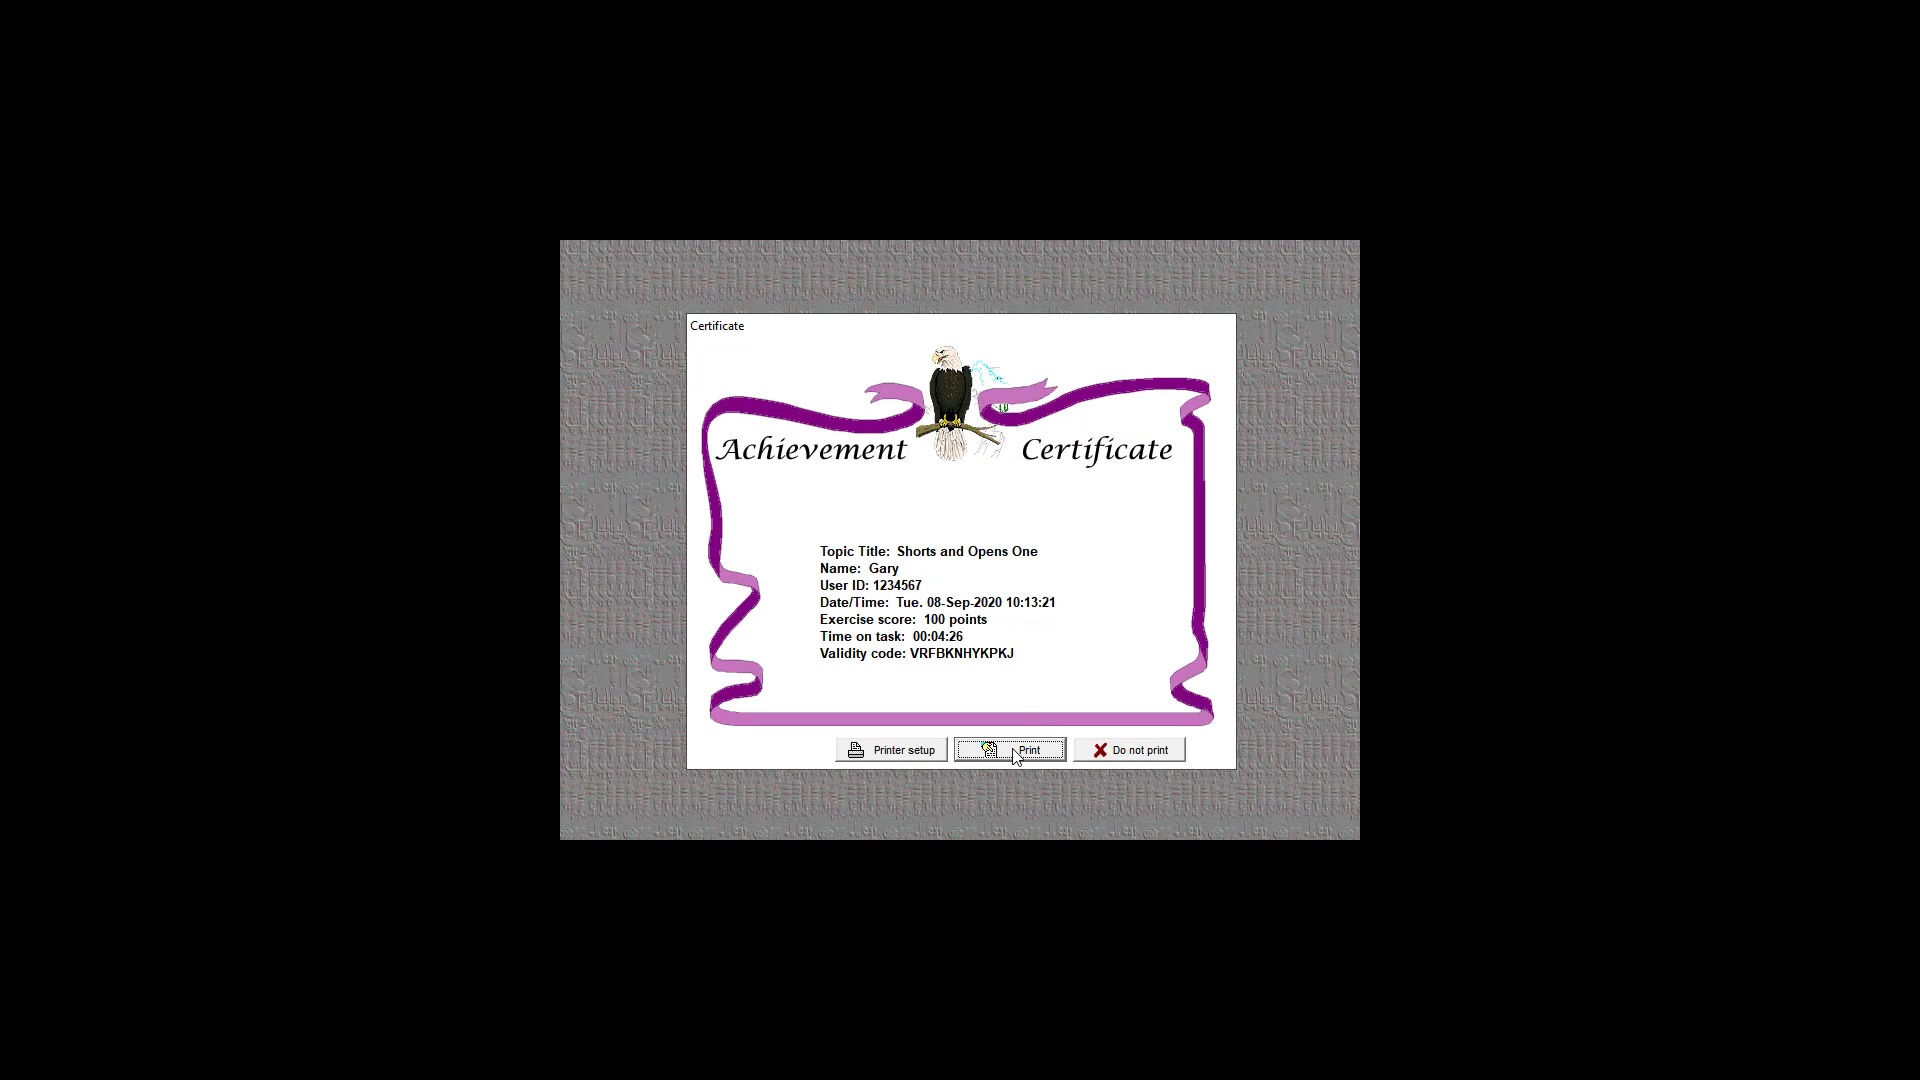 Certificate
Achievement Certificate
Topic Title: Shorts and Opens One
Name: Gary
User ID: 1234567
Date/Time: Tue. 08-Sep-2020 10:13:21
Exercise score: 100 points
Time on task: 00:04:26
Validity code: VRFBKNHYKPKJ
Printer setup Print Do not print